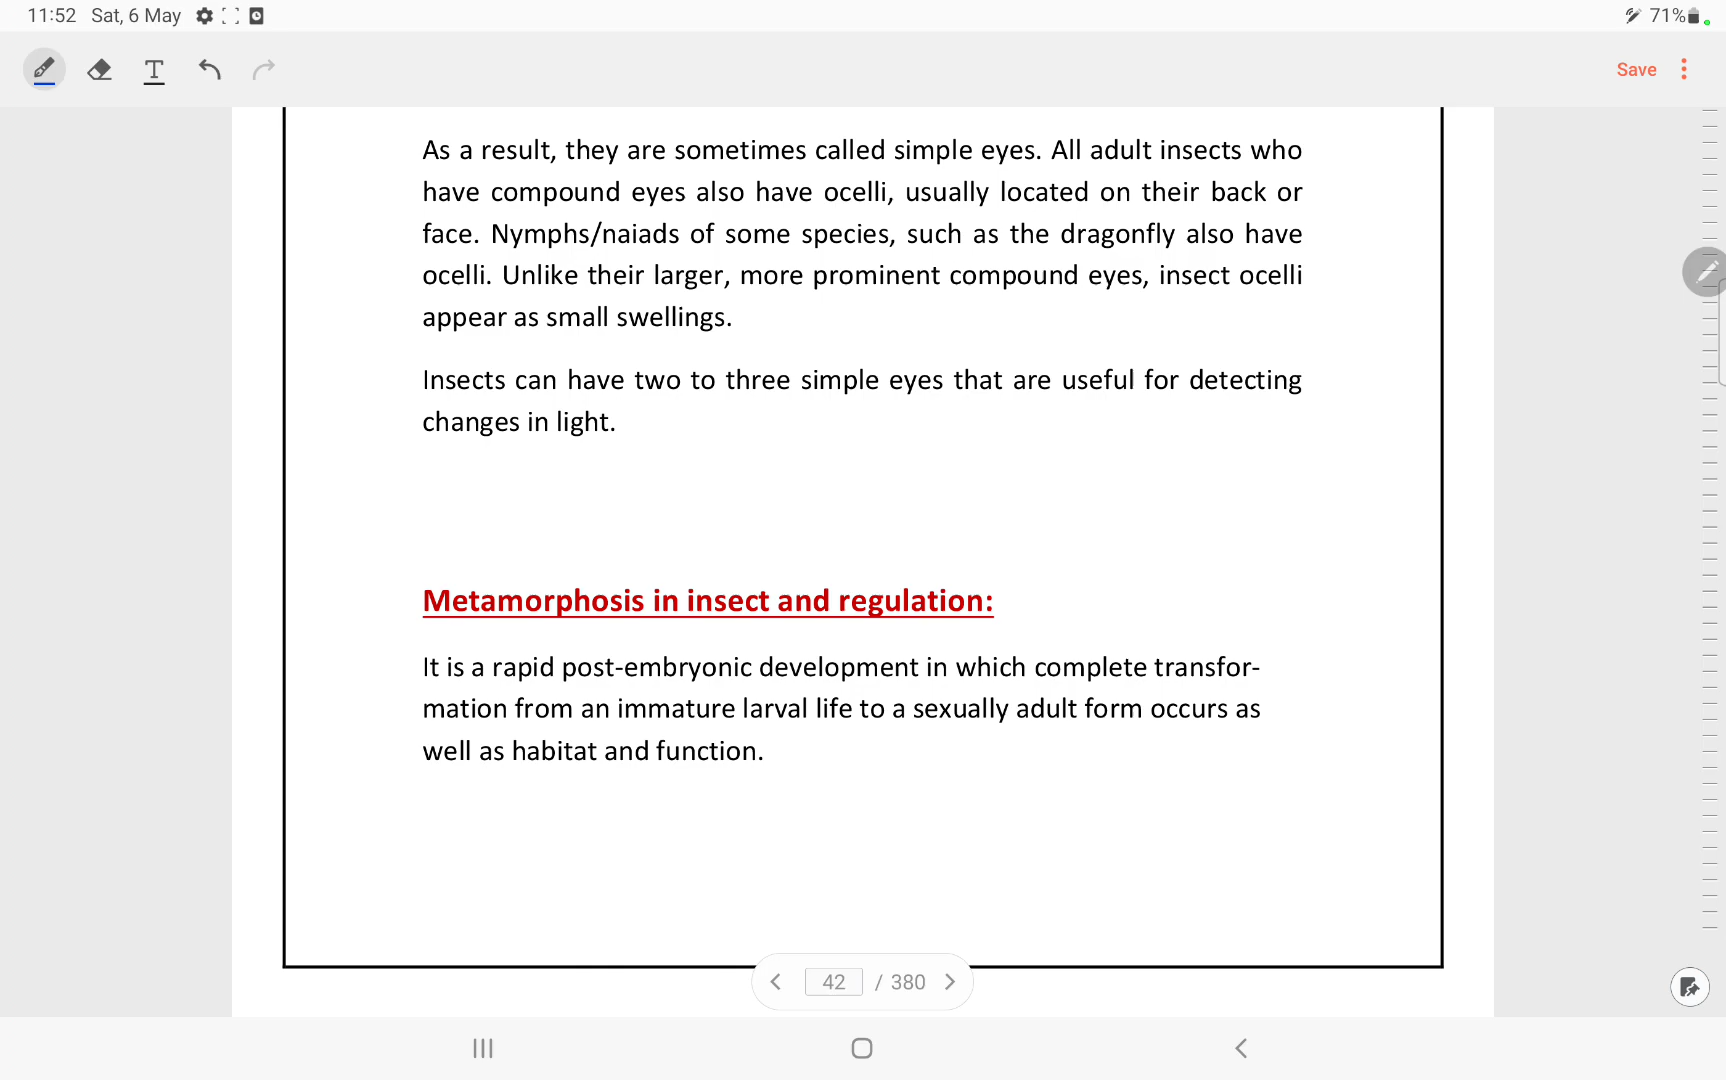 11:52 Sat, 6 May 71%
T Save
As a result, they are sometimes called simple eyes. All adult insects who
have compound eyes also have ocelli, usually located on their back or
face. Nymphs/naiads of some species, such as the dragonfly also have
ocelli. Unlike their larger, more prominent compound eyes, insect ocelli
appear as small swellings.
Insects can have two to three simple eyes that are useful for detecting
changes in light.
Metamorphosis in insect and regulation:
It is a rapid post-embryonic development in which complete transfor-
mation from an immature larval life to a sexually adult form occurs as
well as habitat and function.
42 / 380